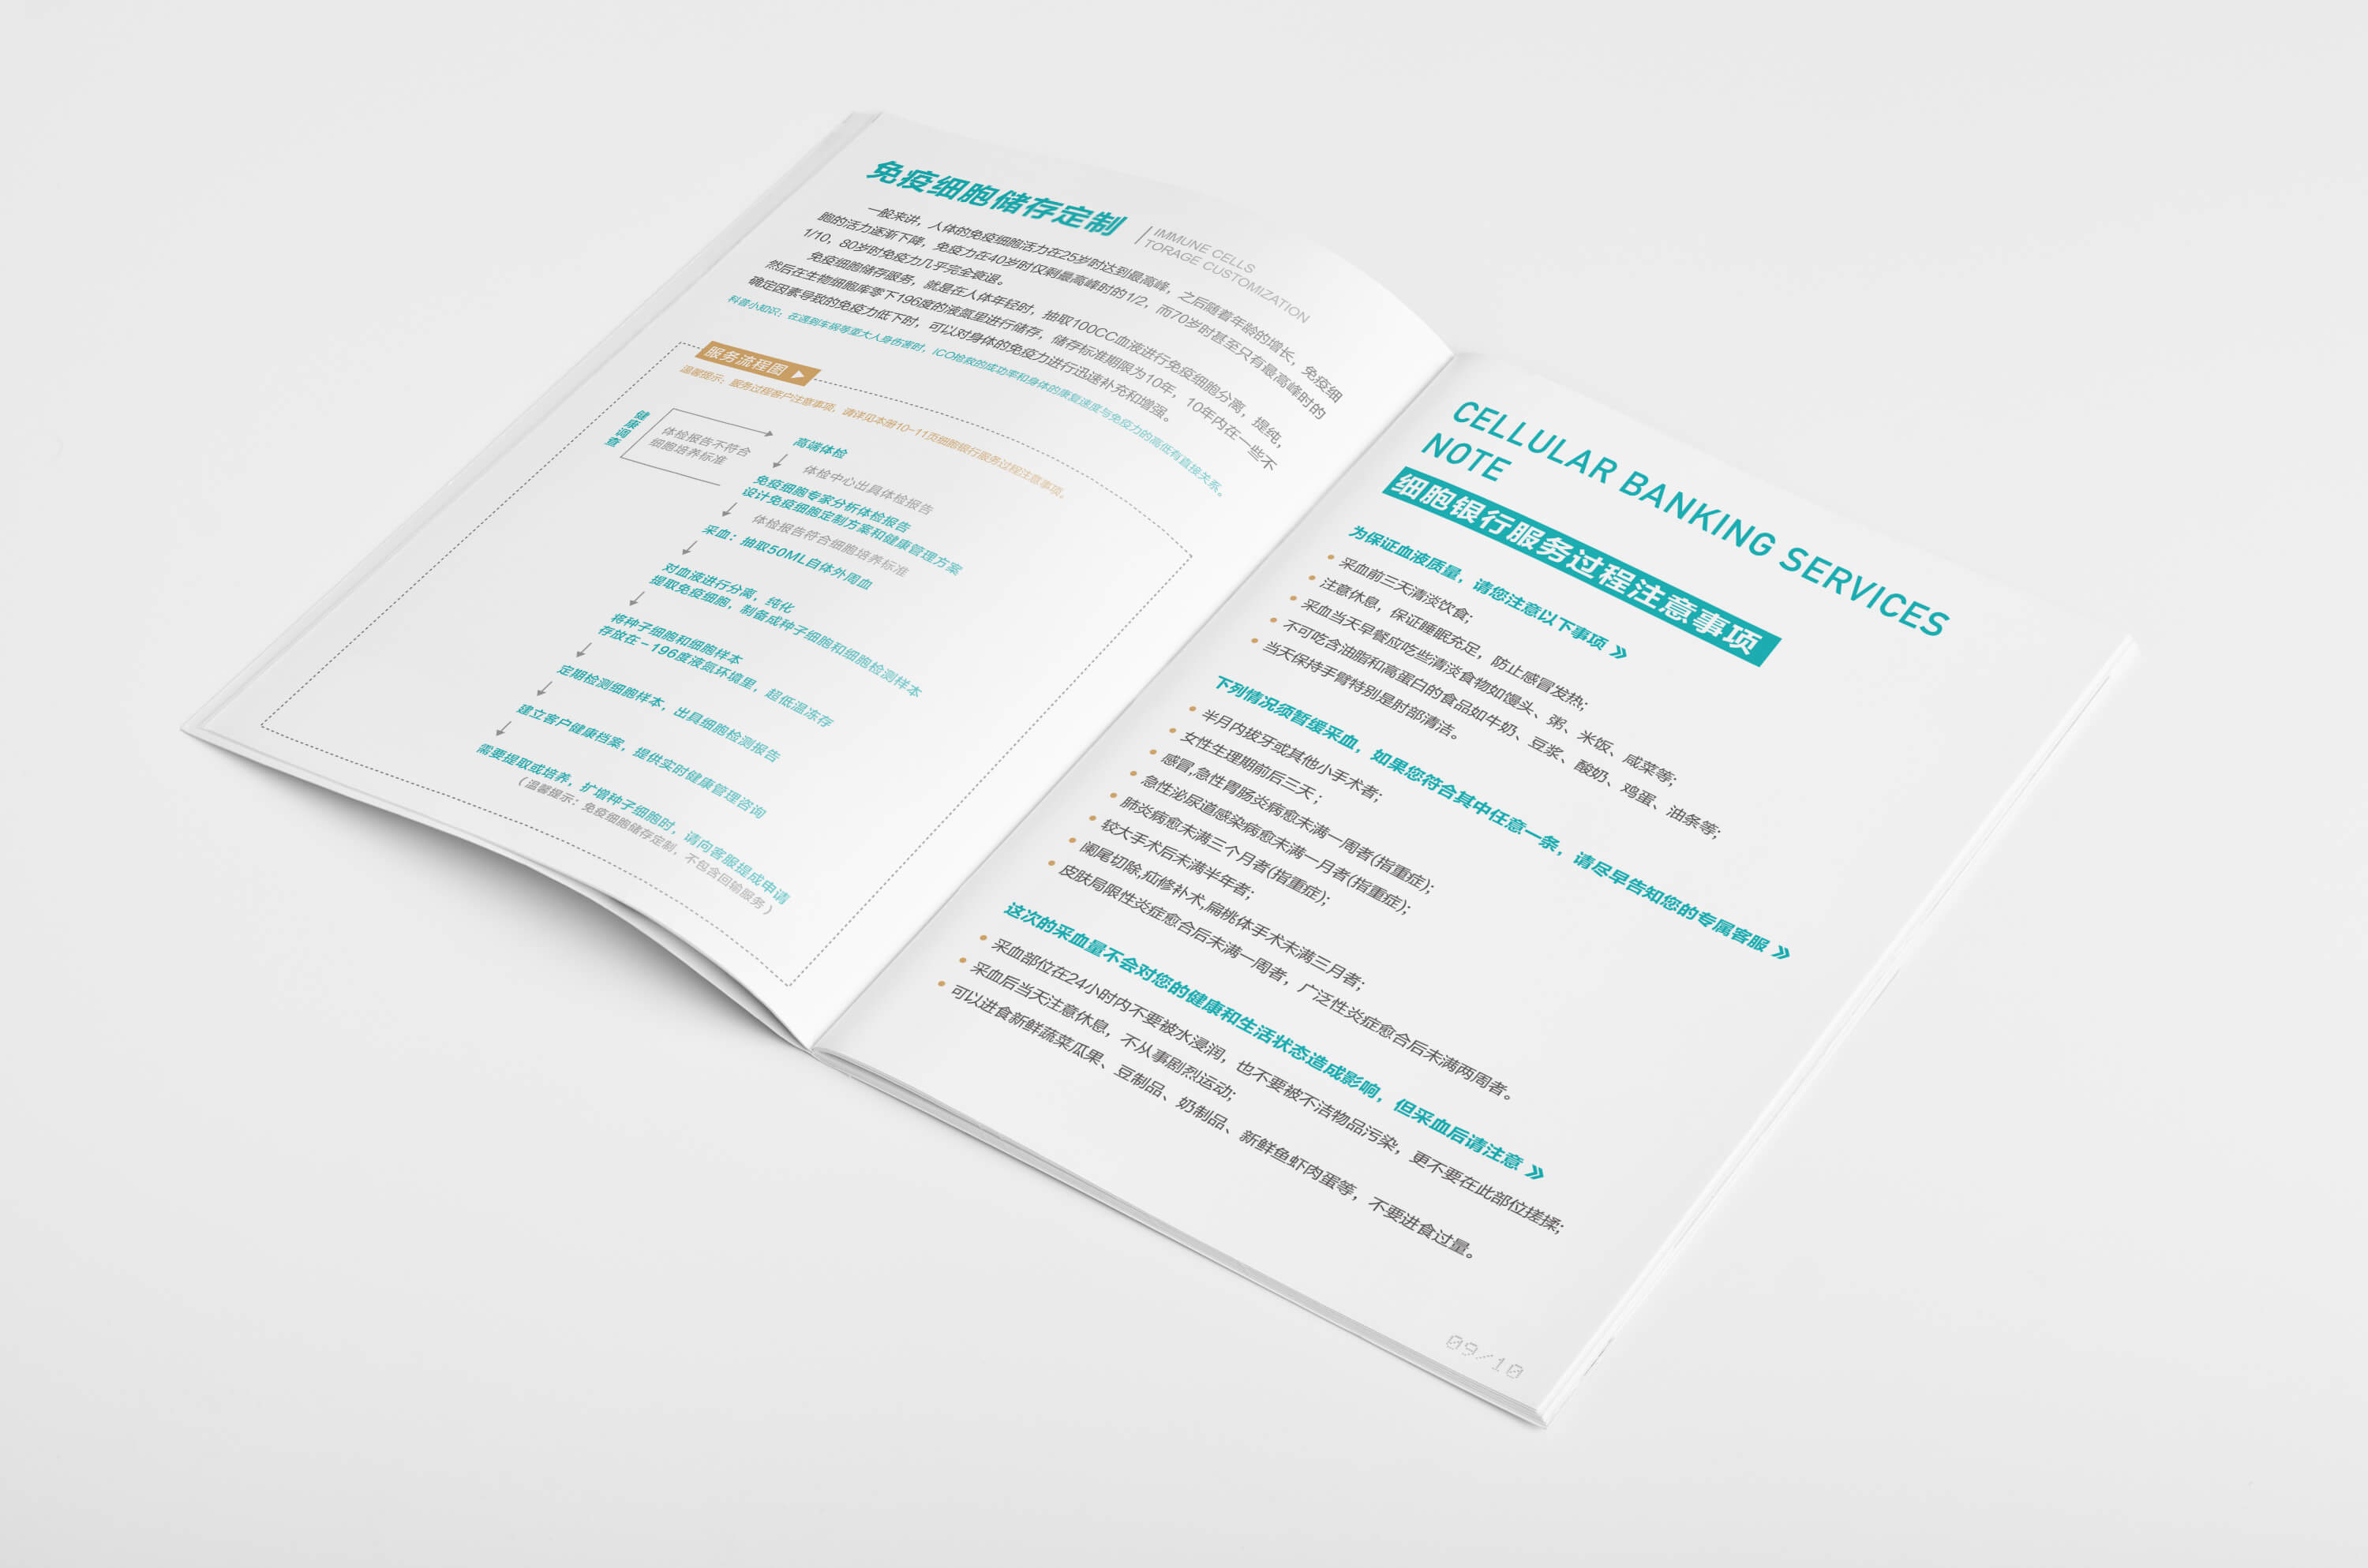 免疫细胞储存定制
IMMUNE CELLS
TORAGE CUSTOMIZATION
一般来讲，人体的免疫细胞活力在25岁时达到最高峰，之后随着年龄的增长，免疫细
胞的活力逐渐下降，免疫力在40岁时仅剩最高峰时的1/2，而70岁时甚至只有最高峰时的
1/10，80岁时免疫力几乎完全衰退。
免疫细胞储存服务，就是在人体年轻时，抽取100CC血液进行免疫细胞分离，提纯，
然后在生物细胞库零下196度的液氮里进行储存，储存标准期限为10年，10年内在一些不
确定因素导致的免疫力低下时，可以对身体的免疫力进行迅速补充和增强。
科普小知识：在遇到车祸等重大人身伤害时，ICO抢救的成功率和身体的康复速度与免疫力的高低有直接关系。
服务流程图
温馨提示：服务过程客户注意事项，请详见本册10-11页细胞银行服务过程注意事项。
健康调查
体检报告不符合
细胞培养标准
高端体检
体检中心出具体检报告
免疫细胞专家分析体检报告
设计免疫细胞定制方案和健康管理方案
体检报告符合细胞培养标准
采血：抽取50ML自体外周血
对血液进行分离，纯化
提取免疫细胞，制备成种子细胞和细胞检测样本
将种子细胞和细胞样本
存放在-196度液氮环境里，超低温冻存
定期检测细胞样本，出具细胞检测报告
建立客户健康档案，提供实时健康管理咨询
需要提取或培养，扩增种子细胞时，请向客服提成申请
（温馨提示：免疫细胞储存定制，不包含回输服务）
CELLULAR BANKING SERVICES
NOTE
细胞银行服务过程注意事项
为保证血液质量，请您注意以下事项 »
• 采血前三天清淡饮食;
• 注意休息，保证睡眠充足，防止感冒发热;
• 采血当天早餐应吃些清淡食物如馒头、粥、米饭、咸菜等;
• 不可吃含油脂和高蛋白的食品如牛奶、豆浆、酸奶、鸡蛋、油条等;
• 当天保持手臂特别是肘部清洁。
下列情况须暂缓采血，如果您符合其中任意一条，请尽早告知您的专属客服 »
• 半月内拔牙或其他小手术者;
• 女性生理期前后三天；
• 感冒,急性胃肠炎病愈未满一周者(指重症);
• 急性泌尿道感染病愈未满一月者(指重症);
• 肺炎病愈未满三个月者(指重症);
• 较大手术后未满半年者;
• 阑尾切除,疝修补术,扁桃体手术未满三月者;
• 皮肤局限性炎症愈合后未满一周者，广泛性炎症愈合后未满两周者。
这次的采血量不会对您的健康和生活状态造成影响，但采血后请注意 »
• 采血部位在24小时内不要被水浸润，也不要被不洁物品污染，更不要在此部位搓揉;
• 采血后当天注意休息，不从事剧烈运动;
• 可以进食新鲜蔬菜瓜果、豆制品、奶制品、新鲜鱼虾肉蛋等，不要进食过量。
09/10